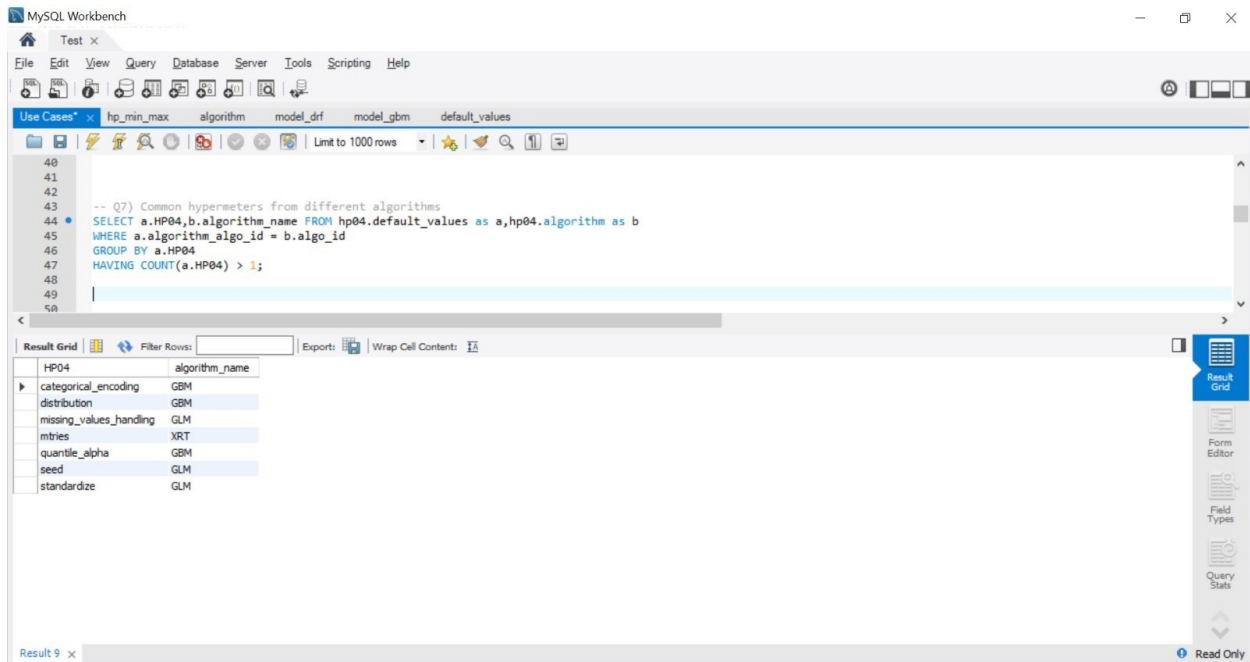 MySQL Workbench
Test
File Edit View Query Database Server Tools Scripting Help
Use Cases* hp_min_max algorithm model_drf model_gbm default_values
Limit to 1000 rows
40
41
42
43 -- Q7) Common hypermeters from different algorithms
44 SELECT a.HP04,b.algorithm_name FROM hp04.default_values as a,hp04.algorithm as b
45 WHERE a.algorithm_algo_id = b.algo_id
46 GROUP BY a.HP04
47 HAVING COUNT(a.HP04) > 1;
48
49
50
Result Grid Filter Rows: Export: Wrap Cell Content: IA
HP04 algorithm_name
categorical_encoding GBM
distribution GBM
missing_values_handling GLM
mtries XRT
quantile_alpha GBM
seed GLM
standardize GLM
Result Grid
Form Editor
Field Types
Query Stats
Result 9 Read Only